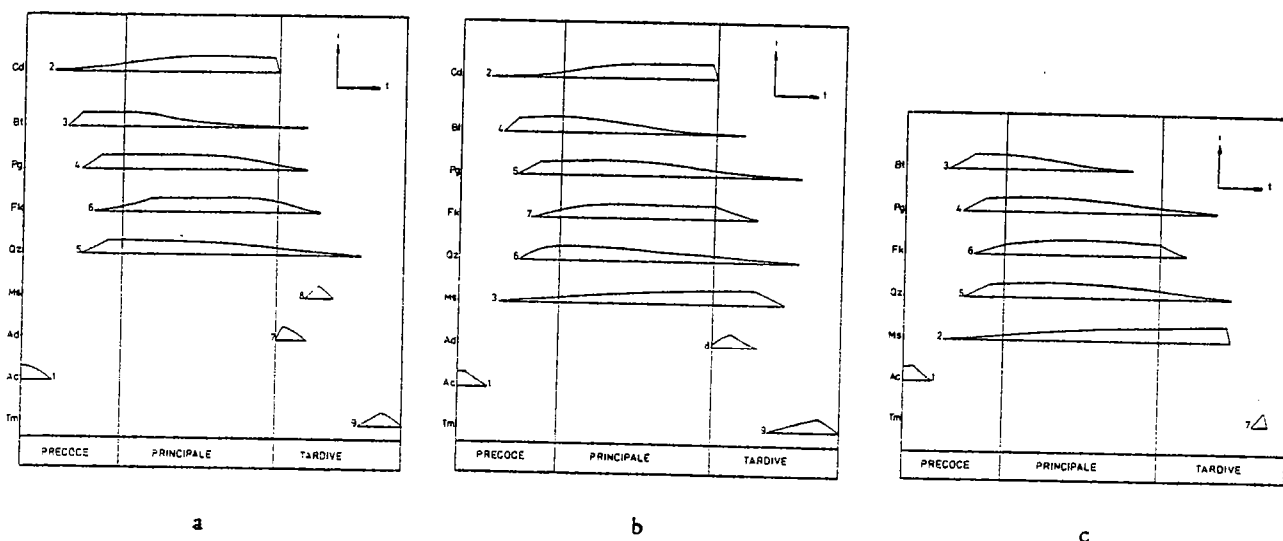 r
t
Cd 2
Bt 3
Pg 4
Fk 6
Qz 5
Ms 8
Ad 7
Ac 1
Tm 9
PRECOCE PRINCIPALE TARDIVE
a
r
t
Cd 2
Bt 4
Pg 5
Fk 7
Qz 6
Ms 3
Ad 8
Ac 1
Tm 9
PRECOCE PRINCIPALE TARDIVE
b
t
Bt 3
Pg 4
Fk 6
Qz 5
Ms 2
Ac 1
Tm 7
PRECOCE PRINCIPALE TARDIVE
c